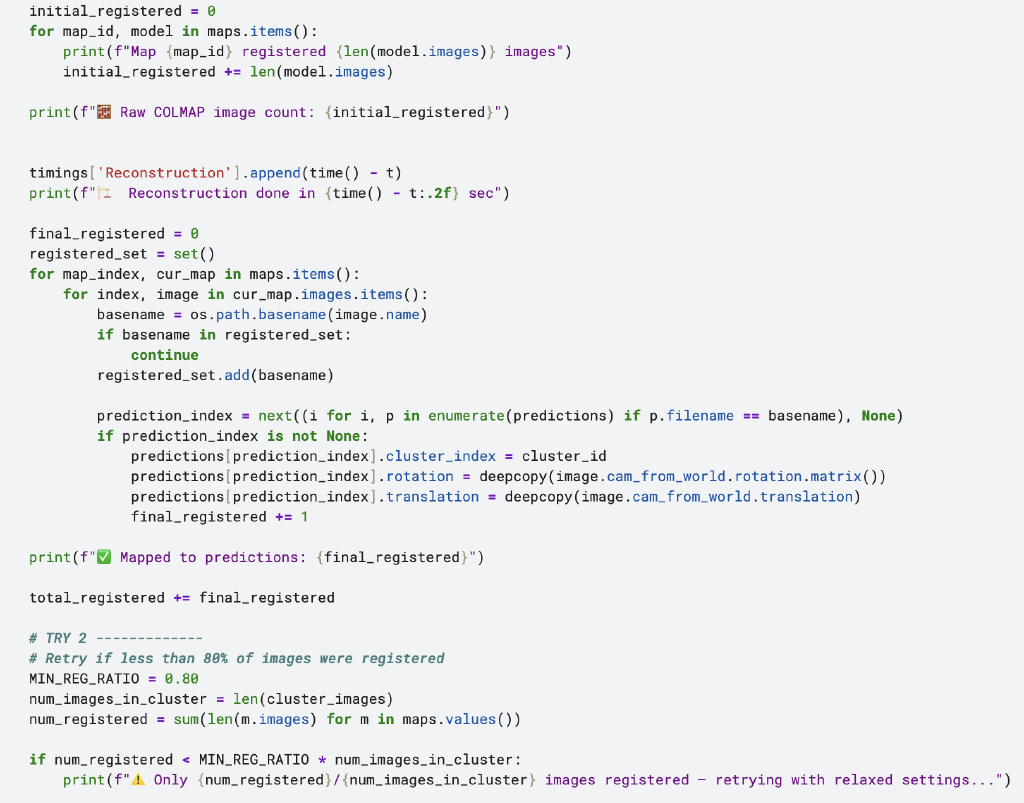 initial_registered = 0
for map_id, model in maps.items():
    print(f"Map {map_id} registered {len(model.images)} images")
    initial_registered += len(model.images)

print(f"🧱 Raw COLMAP image count: {initial_registered}")


timings['Reconstruction'].append(time() - t)
print(f"🏗️  Reconstruction done in {time() - t:.2f} sec")

final_registered = 0
registered_set = set()
for map_index, cur_map in maps.items():
    for index, image in cur_map.images.items():
        basename = os.path.basename(image.name)
        if basename in registered_set:
            continue
        registered_set.add(basename)

        prediction_index = next((i for i, p in enumerate(predictions) if p.filename == basename), None)
        if prediction_index is not None:
            predictions[prediction_index].cluster_index = cluster_id
            predictions[prediction_index].rotation = deepcopy(image.cam_from_world.rotation.matrix())
            predictions[prediction_index].translation = deepcopy(image.cam_from_world.translation)
            final_registered += 1

print(f"✅ Mapped to predictions: {final_registered}")

total_registered += final_registered

# TRY 2 -------------
# Retry if less than 80% of images were registered
MIN_REG_RATIO = 0.80
num_images_in_cluster = len(cluster_images)
num_registered = sum(len(m.images) for m in maps.values())

if num_registered < MIN_REG_RATIO * num_images_in_cluster:
    print(f"⚠️ Only {num_registered}/{num_images_in_cluster} images registered — retrying with relaxed settings...")